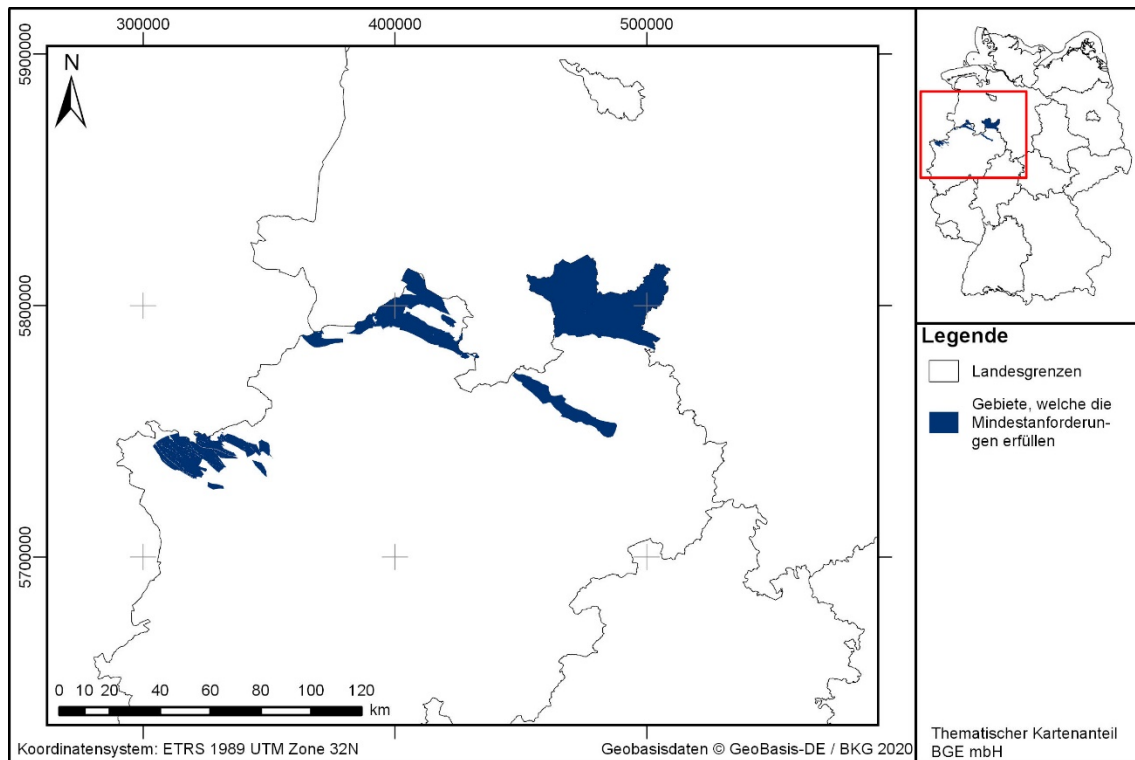 300000
400000
500000
5900000
5800000
5700000
N
0 10 20 40 60 80 100 120
km
Koordinatensystem: ETRS 1989 UTM Zone 32N
Geobasisdaten © GeoBasis-DE / BKG 2020
Legende
Landesgrenzen
Gebiete, welche die
Mindestanforderun-
gen erfüllen
Thematischer Kartenanteil
BGE mbH